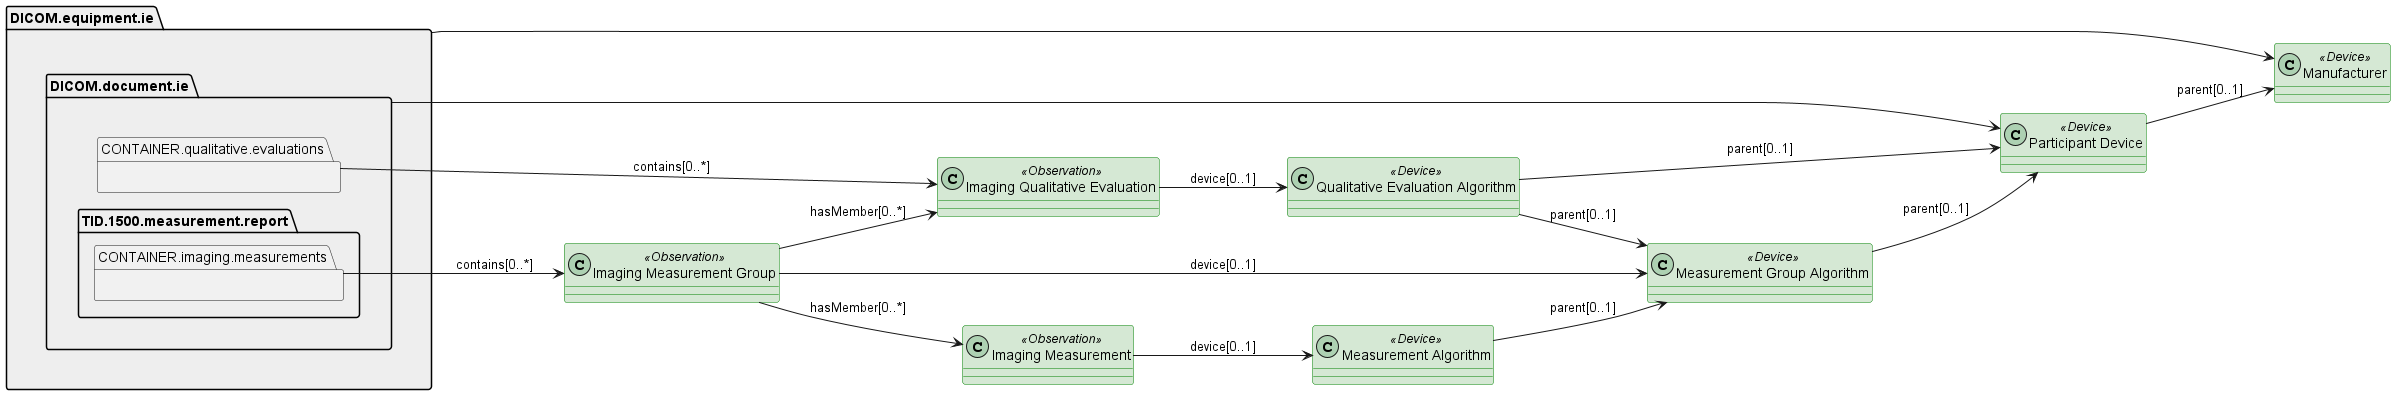 DICOM.equipment.ie
DICOM.document.ie
CONTAINER.qualitative.evaluations
TID.1500.measurement.report
CONTAINER.imaging.measurements
contains[0..*]
contains[0..*]
C
«Observation»
Imaging Measurement Group
hasMember[0..*]
hasMember[0..*]
device[0..1]
C
«Observation»
Imaging Qualitative Evaluation
device[0..1]
C
«Observation»
Imaging Measurement
device[0..1]
C
«Device»
Qualitative Evaluation Algorithm
parent[0..1]
parent[0..1]
C
«Device»
Measurement Algorithm
parent[0..1]
C
«Device»
Measurement Group Algorithm
parent[0..1]
C
«Device»
Participant Device
parent[0..1]
C
«Device»
Manufacturer